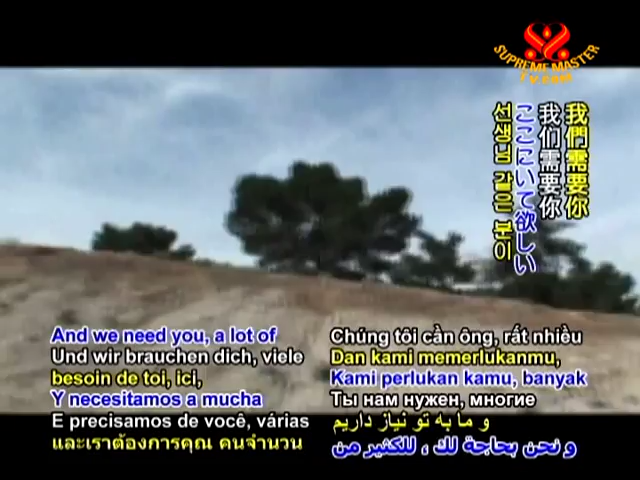 SUPREME MASTER
TV.com
我們需要你
我们需要你
ここにいて欲しい
선생님 같은 분이
And we need you, a lot of
Und wir brauchen dich, viele
besoin de toi, ici,
Y necesitamos a mucha
E precisamos de você, várias
และเราต้องการคุณ คนจำนวน
Chúng tôi cần ông, rất nhiều
Dan kami memerlukanmu,
Kami perlukan kamu, banyak
Ты нам нужен, многие
و ما به تو نیاز داریم
و نحن بحاجة لك ، للكثير من